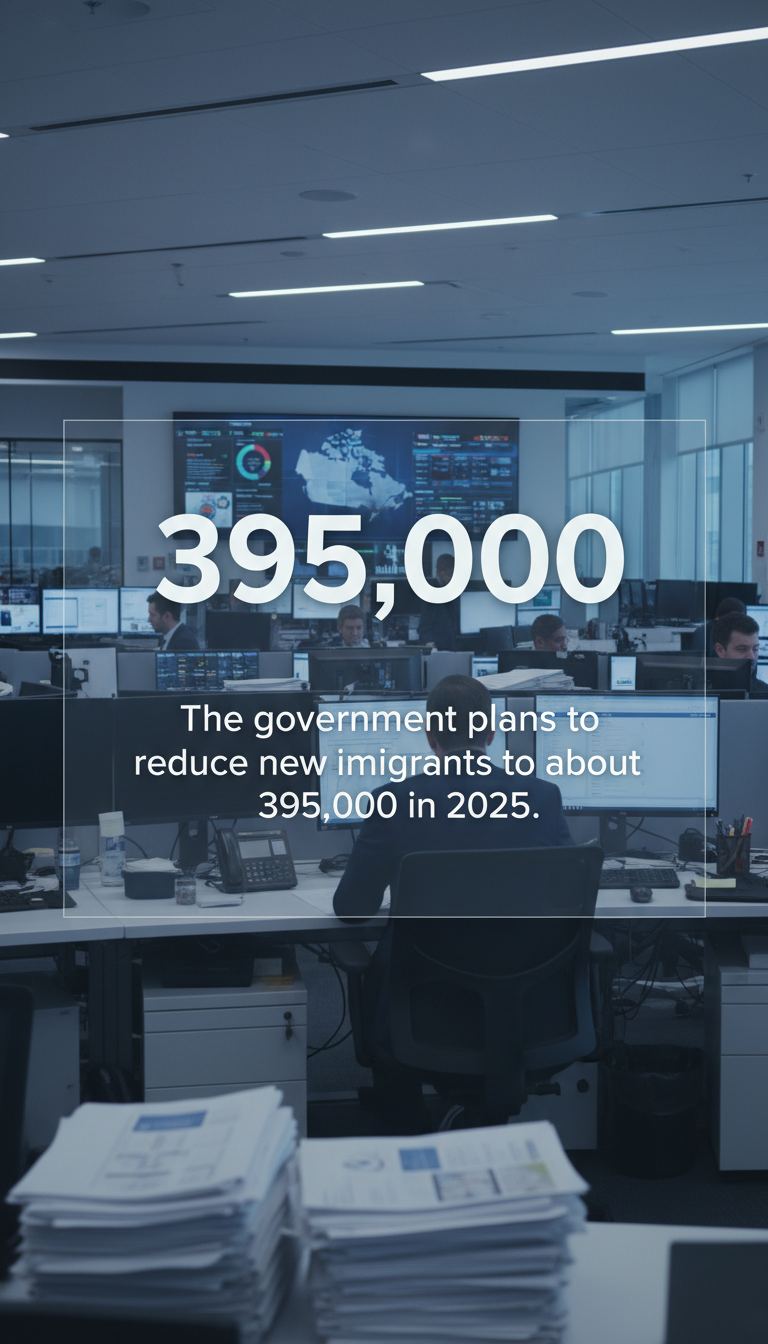 395,000
The government plans to
reduce new imigrants to about
395,000 in 2025.